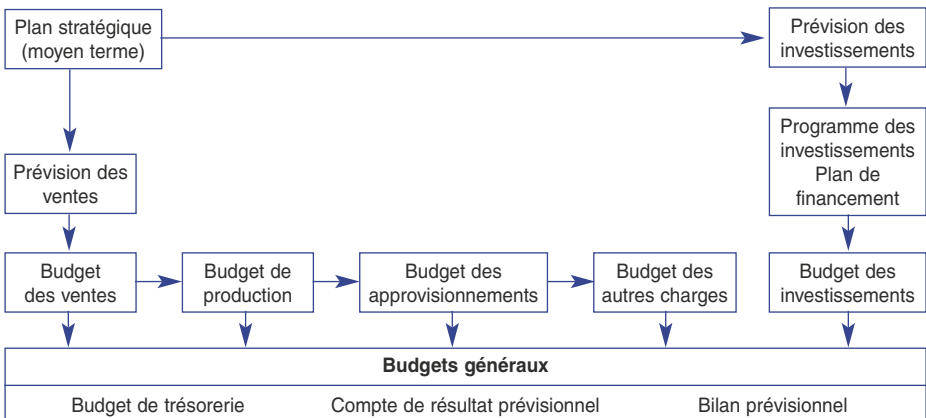 Plan stratégique
(moyen terme)
Prévision des
investissements
Programme des
investissements
Plan de
financement
Prévision des
ventes
Budget
des ventes
Budget de
production
Budget des
approvisionnements
Budget des
autres charges
Budget des
investissements
Budgets généraux
Budget de trésorerie
Compte de résultat prévisionnel
Bilan prévisionnel